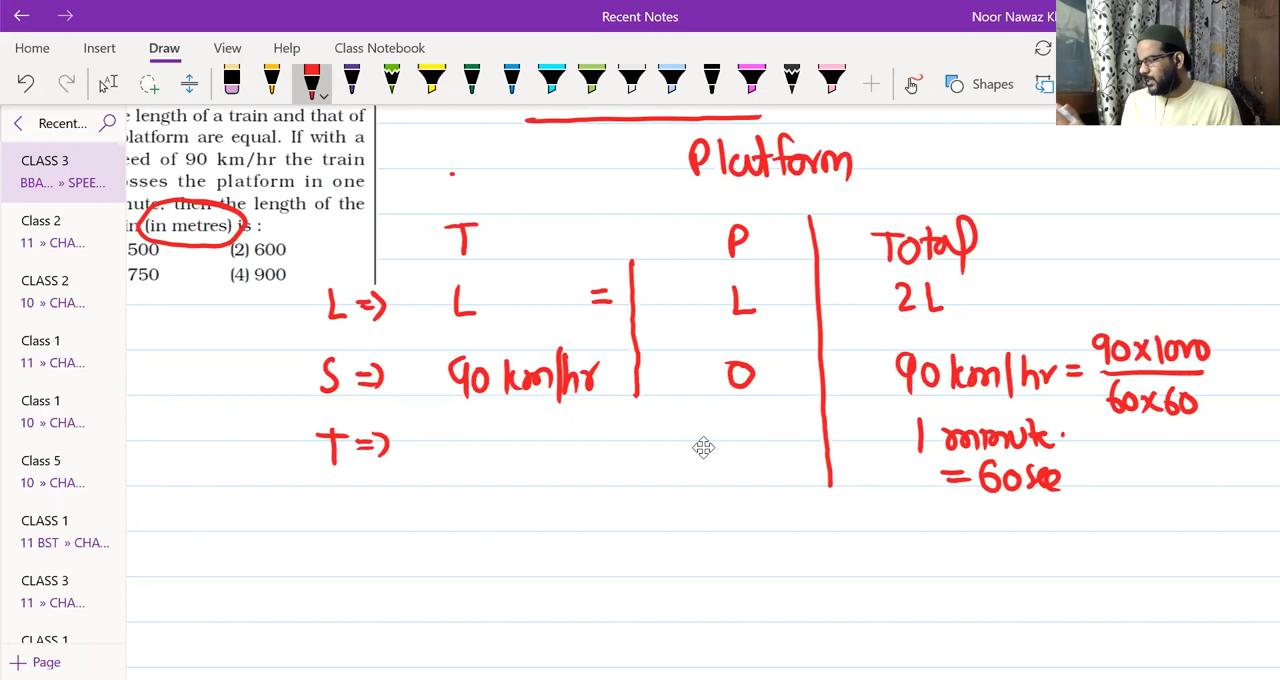 Recent Notes
Noor Nawaz Kh
Home Insert Draw View Help Class Notebook
Shapes
Recent...
CLASS 3
BBA... » SPEE...
Class 2
11 » CHA...
CLASS 2
10 » CHA...
Class 1
11 » CHA...
Class 1
10 » CHA...
Class 5
10 » CHA...
CLASS 1
11 BST » CHA...
CLASS 3
11 » CHA...
CLASS 1
Page
e length of a train and that of
latform are equal. If with a
eed of 90 km/hr the train
osses the platform in one
nute, then the length of the
in (in metres) is :
500 (2) 600
750 (4) 900
Platform
T P Total
L => L = L 2L
S => 90 km/hr 0 90 km/hr = 90x1000
60x60
T => 1 minute.
= 60 sec